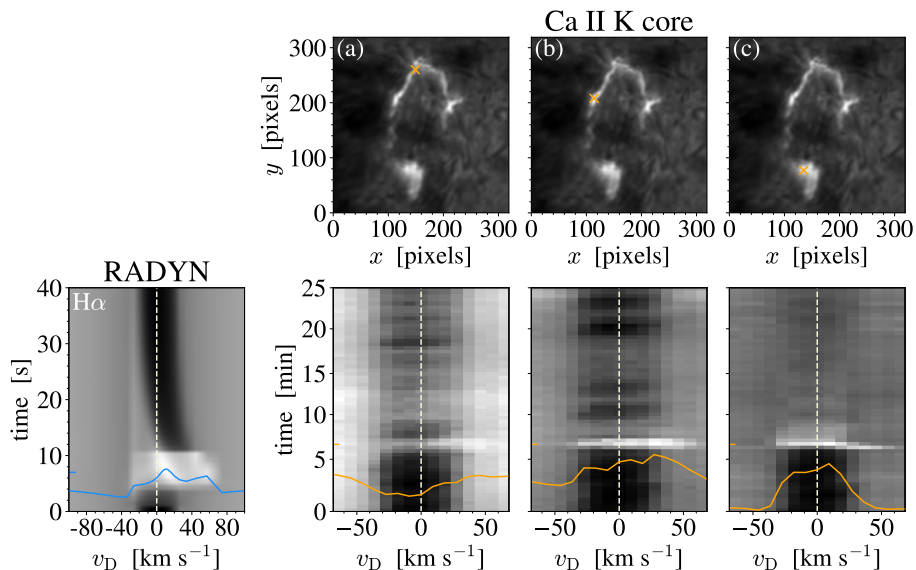 Ca II K core
(a) (b) (c)
300
200
100
0
y [pixels]
0 100 200 300 0 100 200 300 0 100 200 300
x [pixels] x [pixels] x [pixels]
RADYN
Hα
40
30
20
10
0
time [s]
-80 -40 0 40 80
v_D [km s⁻¹]
25
20
15
10
5
0
time [min]
−50 0 50 −50 0 50 −50 0 50
v_D [km s⁻¹] v_D [km s⁻¹] v_D [km s⁻¹]